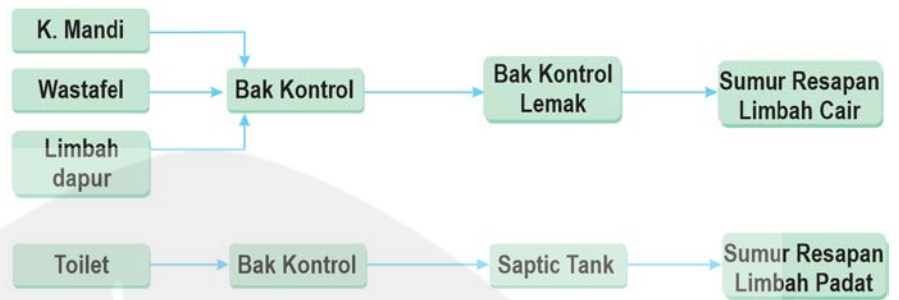 K. Mandi
Wastafel
Limbah
dapur
Bak Kontrol
Bak Kontrol
Lemak
Sumur Resapan
Limbah Cair
Toilet
Bak Kontrol
Saptic Tank
Sumur Resapan
Limbah Padat